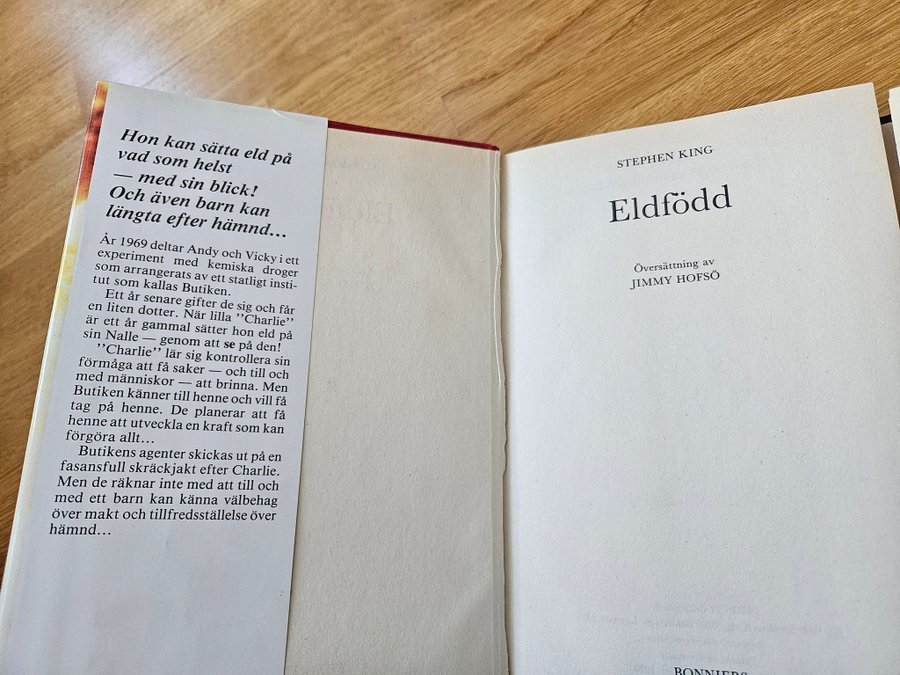 Hon kan sätta eld på
vad som helst
— med sin blick!
Och även barn kan
längta efter hämnd...
År 1969 deltar Andy och Vicky i ett
experiment med kemiska droger
som arrangerats av ett statligt insti-
tut som kallas Butiken.
Ett år senare gifter de sig och får
en liten dotter. När lilla ”Charlie”
är ett år gammal sätter hon eld på
sin Nalle — genom att se på den!
”Charlie” lär sig kontrollera sin
förmåga att få saker — och till och
med människor — att brinna. Men
Butiken känner till henne och vill få
tag på henne. De planerar att få
henne att utveckla en kraft som kan
förgöra allt...
Butikens agenter skickas ut på en
fasansfull skräckjakt efter Charlie.
Men de räknar inte med att till och
med ett barn kan känna välbehag
över makt och tillfredsställelse över
hämnd...
STEPHEN KING
Eldfödd
Översättning av
JIMMY HOFSÖ
BONNIERS